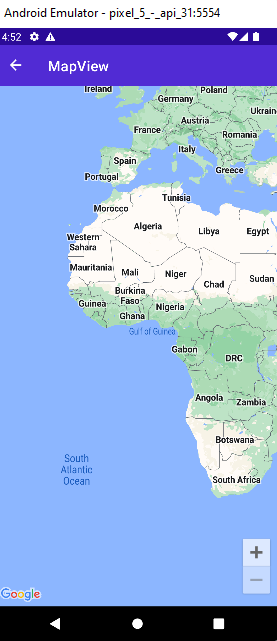 Android Emulator - pixel_5_-_api_31:5554
4:52
MapView
Ireland
Poland
Germany
Ukraine
Austria
France
Romania
Italy
Spain
Portugal
Greece
Tunisia
Morocco
Algeria
Libya
Egypt
Western
Sahara
Mauritania
Mali
Niger
Sudan
Chad
Burkina
Faso
Guinea
Ghana
Nigeria
Gulf of Guinea
Gabon
DRC
Angola
Zambia
Botswana
South
Atlantic
Ocean
South Africa
+
−
Google